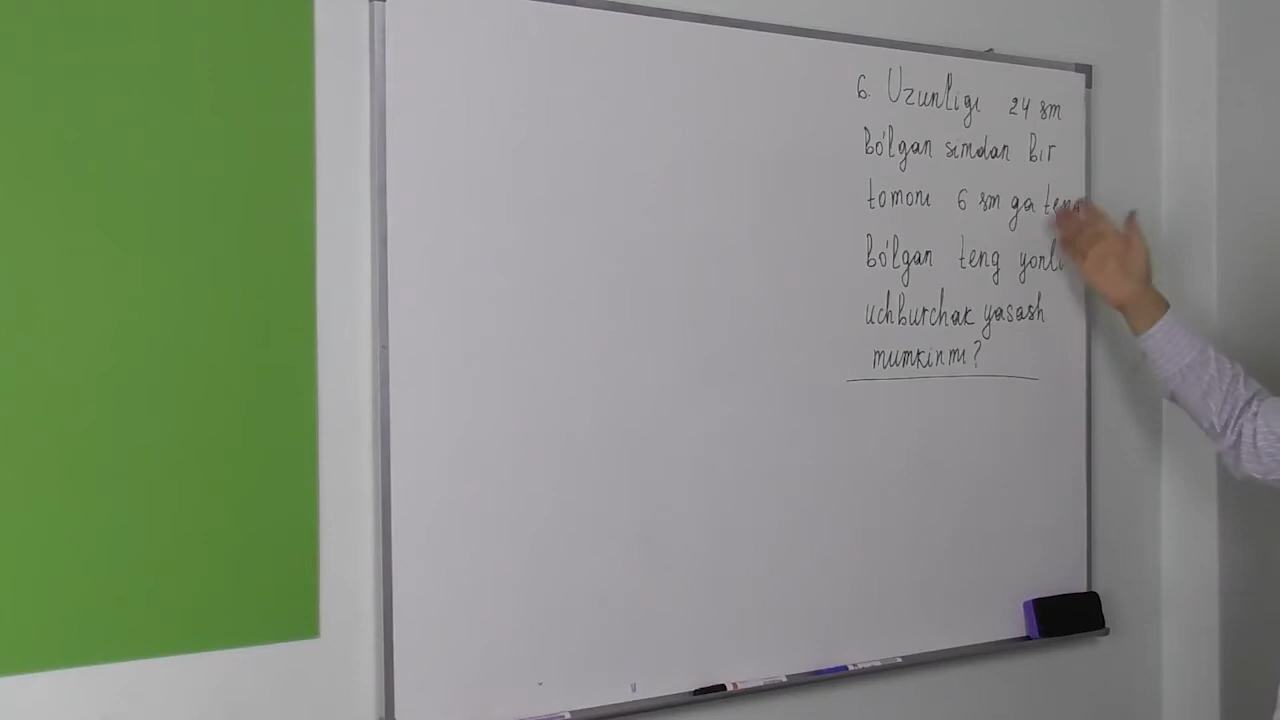 6. Uzunligi 24 sm
Bo'lgan simdan bir
tomoni 6 sm ga teng
Bo'lgan teng yonli
uchburchak yasash
mumkinmi?